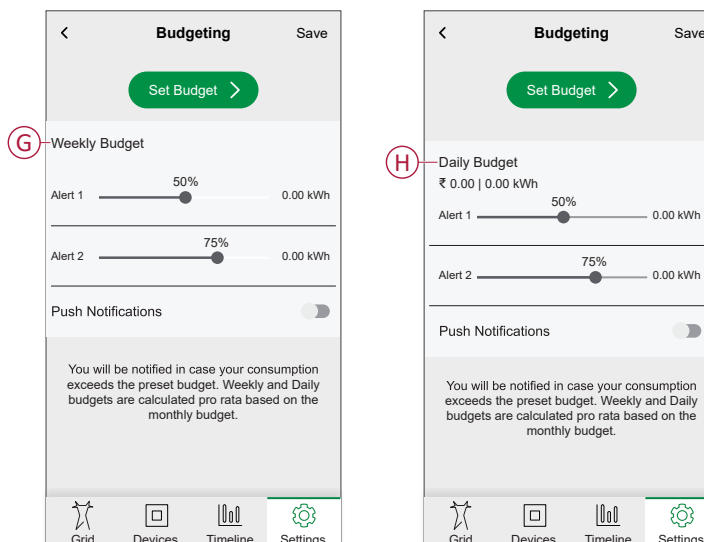 Budgeting Save
Set Budget
G
Weekly Budget
50%
Alert 1 0.00 kWh
75%
Alert 2 0.00 kWh
Push Notifications
You will be notified in case your consumption
exceeds the preset budget. Weekly and Daily
budgets are calculated pro rata based on the
monthly budget.
Grid Devices Timeline Settings
Budgeting Save
Set Budget
H
Daily Budget
₹ 0.00 | 0.00 kWh
50%
Alert 1 0.00 kWh
75%
Alert 2 0.00 kWh
Push Notifications
You will be notified in case your consumption
exceeds the preset budget. Weekly and Daily
budgets are calculated pro rata based on the
monthly budget.
Grid Devices Timeline Settings